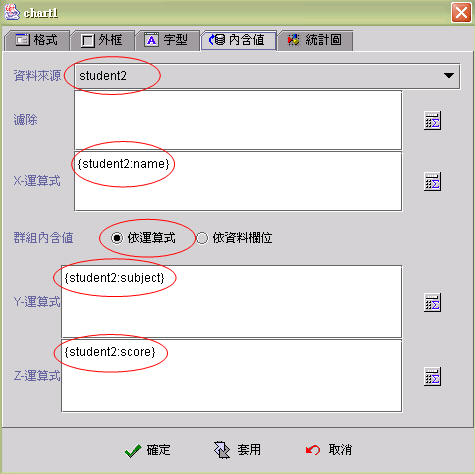 chart1
格式 外框 字型 內含值 統計圖
資料來源 student2
濾除
X-運算式 {student2:name}
群組內含值 依運算式 依資料欄位
Y-運算式 {student2:subject}
Z-運算式 {student2:score}
確定 套用 取消